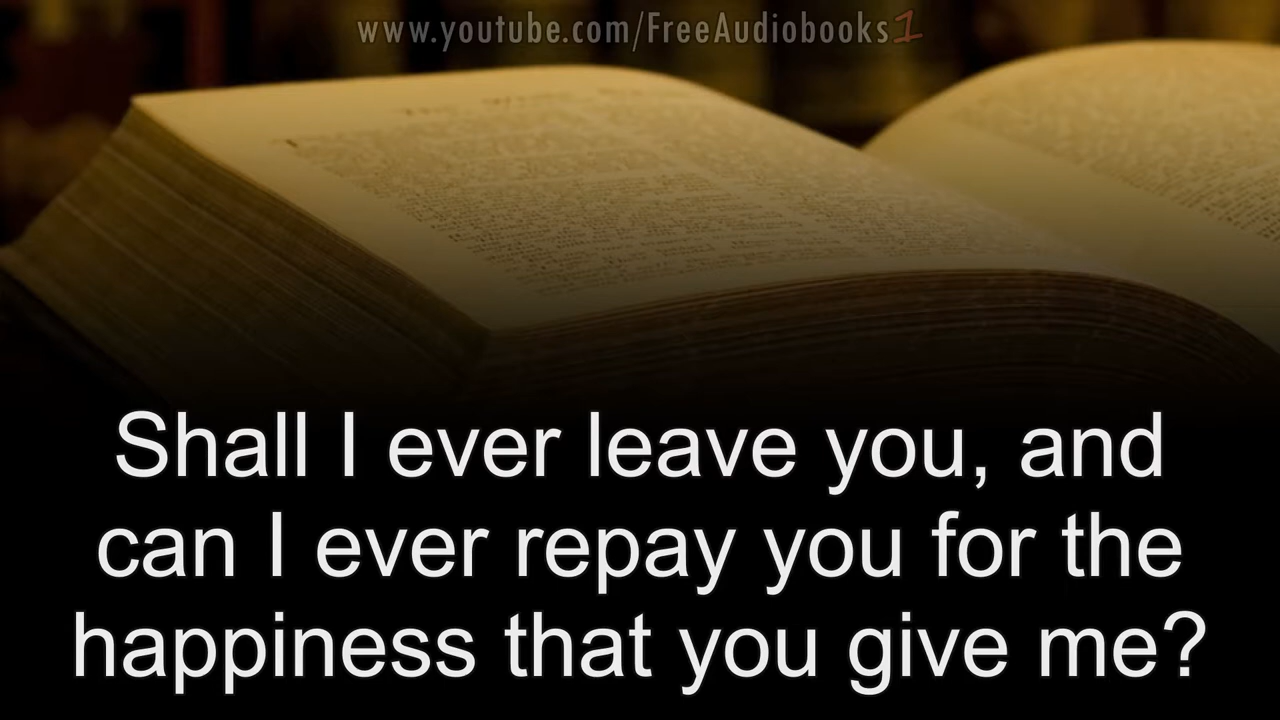 www.youtube.com/FreeAudiobooks1
Shall I ever leave you, and
can I ever repay you for the
happiness that you give me?